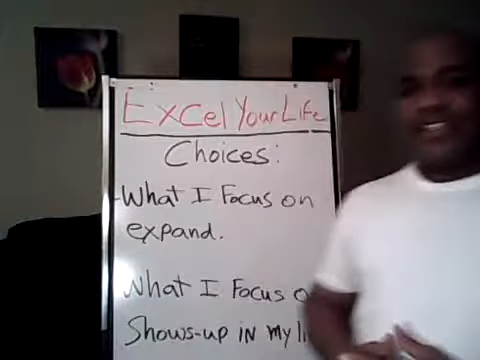 ExCel Your Life
Choices:
-What I Focus on
expand.
What I Focus o
Shows-up in my li